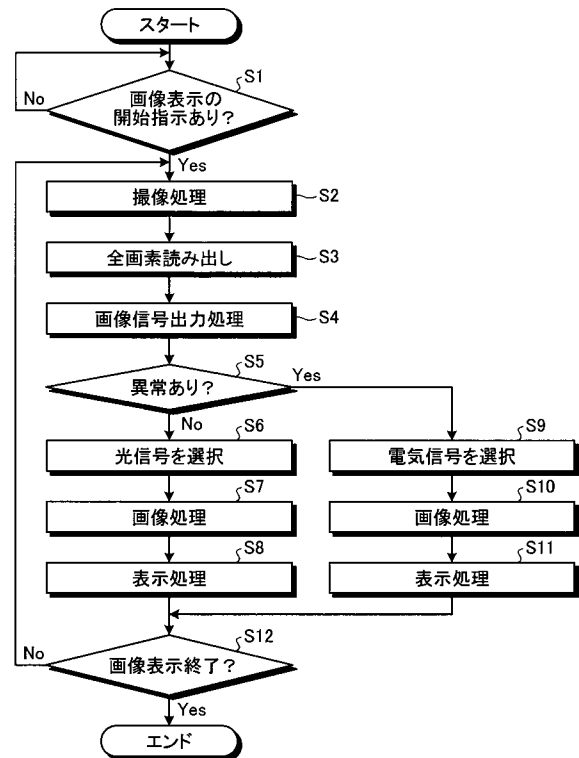 スタート
S1
No
画像表示の
開始指示あり？
Yes
撮像処理
S2
全画素読み出し
S3
画像信号出力処理
S4
S5
異常あり？
Yes
No
S6
光信号を選択
S9
電気信号を選択
S7
画像処理
S10
画像処理
S8
表示処理
S11
表示処理
S12
No
画像表示終了？
Yes
エンド